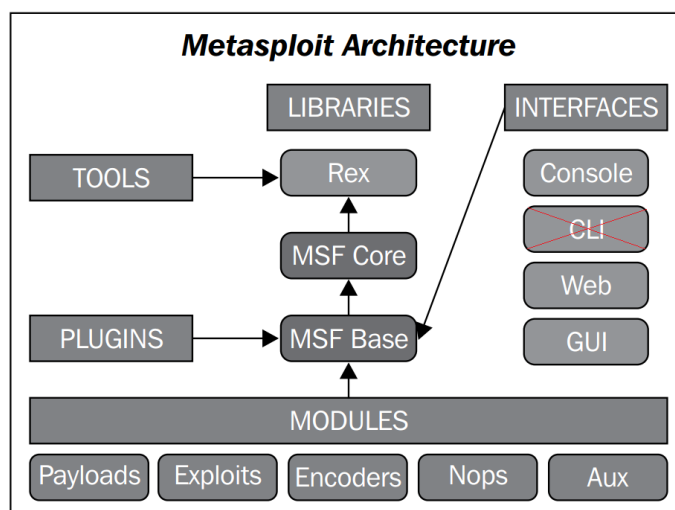 Metasploit Architecture
LIBRARIES
INTERFACES
TOOLS
Rex
Console
CLI
MSF Core
Web
PLUGINS
MSF Base
GUI
MODULES
Payloads
Exploits
Encoders
Nops
Aux